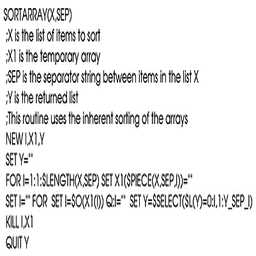 SORTARRAY(X,SEP)
;X is the list of items to sort
;X1 is the temporary array
;SEP is the separator string between items in the list X
;Y is the returned list
;This routine uses the inherent sorting of the arrays
NEW I,X1,Y
SET Y=""
FOR I=1:1:$LENGTH(X,SEP) SET X1($PIECE(X,SEP,I))=""
SET I="" FOR  SET I=$O(X1(I)) Q:I=""  SET Y=$SELECT($L(Y)=0:I,1:Y_SEP_I)
KILL I,X1
QUIT Y